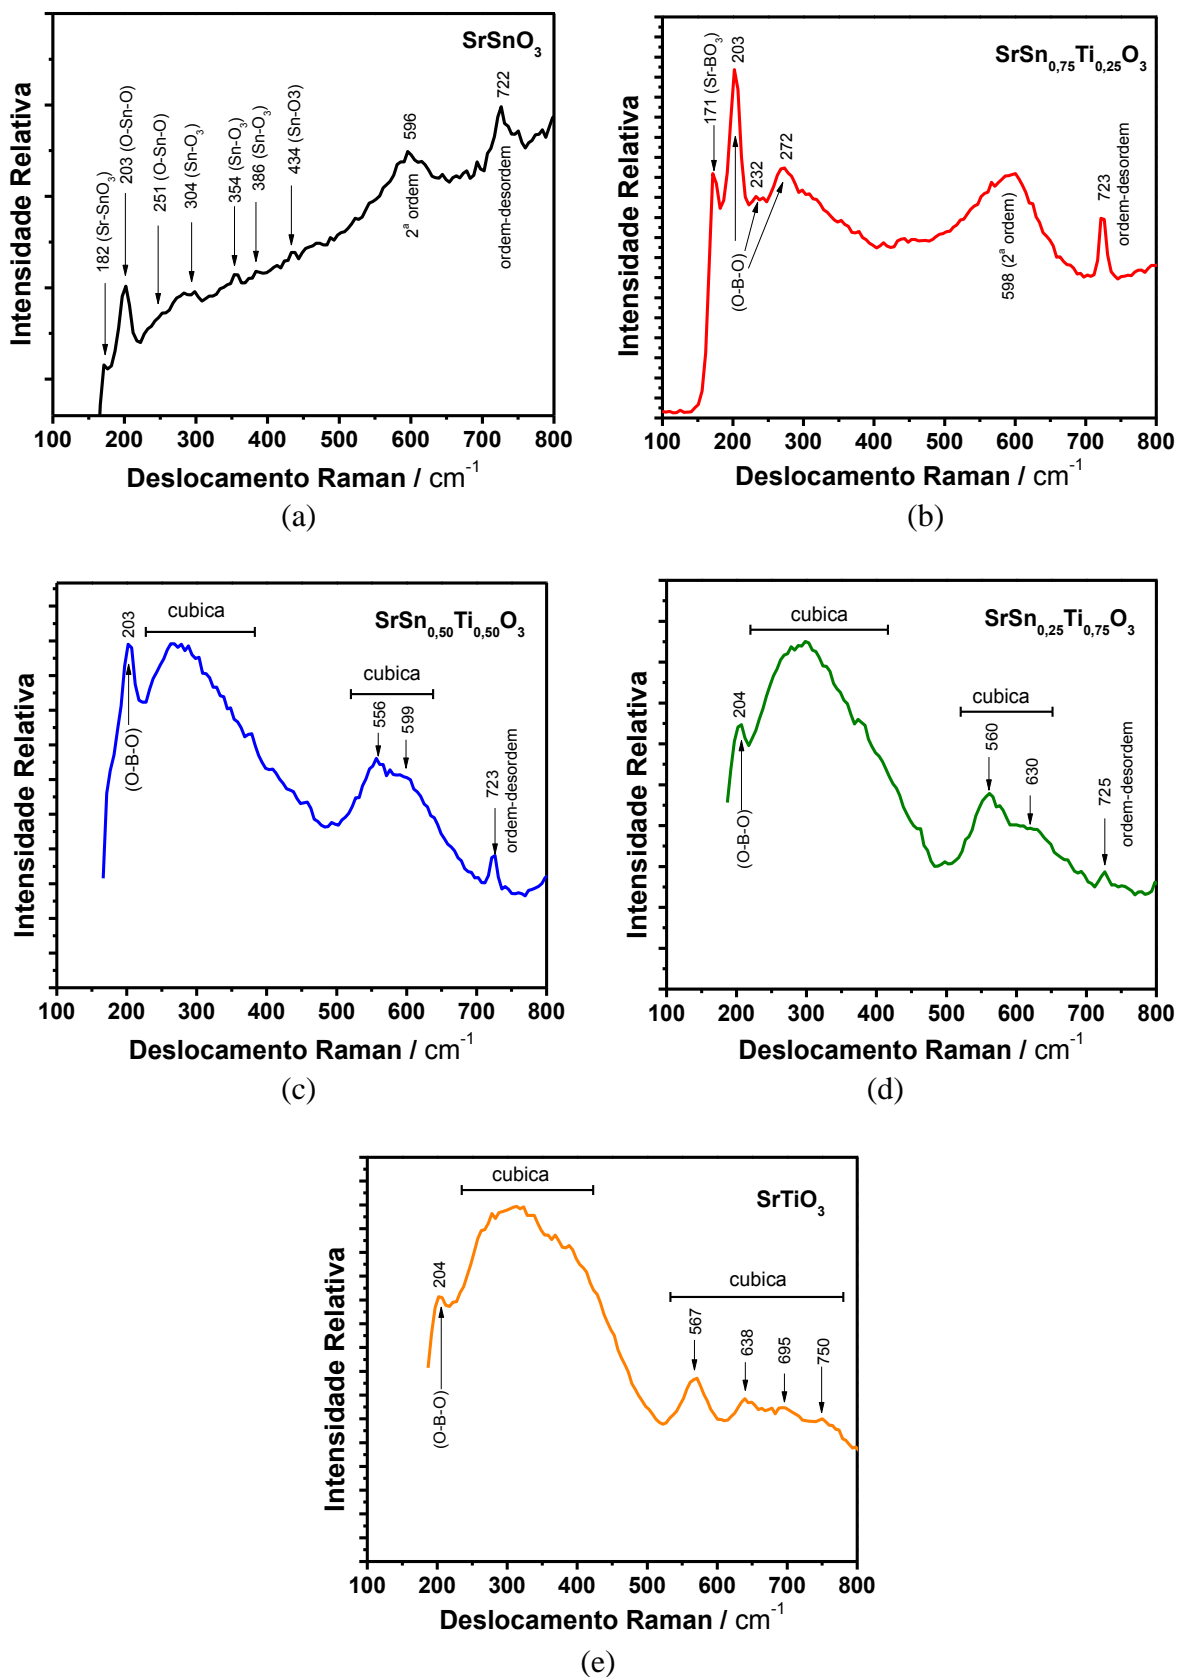 SrSnO3
Intensidade Relativa
182 (Sr-SnO3)
203 (O-Sn-O)
251 (O-Sn-O)
304 (Sn-O3)
354 (Sn-O3)
386 (Sn-O3)
434 (Sn-O3)
596
2ª ordem
722
ordem-desordem
100 200 300 400 500 600 700 800
Deslocamento Raman / cm-1
(a)
SrSn0,75Ti0,25O3
Intensidade Relativa
171 (Sr-BO3)
203
232
272
(O-B-O)
598 (2ª ordem)
723
ordem-desordem
100 200 300 400 500 600 700 800
Deslocamento Raman / cm-1
(b)
SrSn0,50Ti0,50O3
Intensidade Relativa
203
(O-B-O)
cubica
cubica
556
599
723
ordem-desordem
100 200 300 400 500 600 700 800
Deslocamento Raman / cm-1
(c)
SrSn0,25Ti0,75O3
Intensidade Relativa
204
(O-B-O)
cubica
cubica
560
630
725
ordem-desordem
100 200 300 400 500 600 700 800
Deslocamento Raman / cm-1
(d)
SrTiO3
Intensidade Relativa
204
(O-B-O)
cubica
cubica
567
638
695
750
100 200 300 400 500 600 700 800
Deslocamento Raman / cm-1
(e)